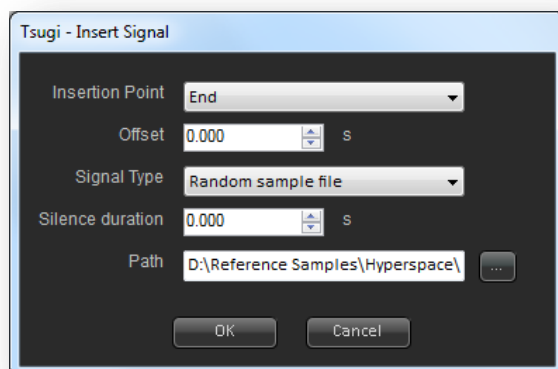 Tsugi - Insert Signal
Insertion Point End
Offset 0.000 s
Signal Type Random sample file
Silence duration 0.000 s
Path D:\Reference Samples\Hyperspace\ ...
OK Cancel